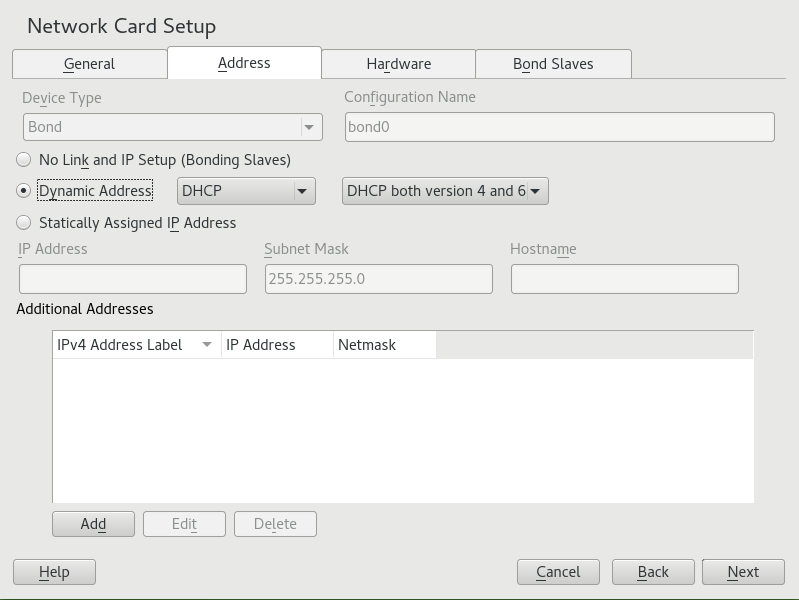 Network Card Setup
General Address Hardware Bond Slaves
Device Type Configuration Name
Bond bond0
No Link and IP Setup (Bonding Slaves)
Dynamic Address DHCP DHCP both version 4 and 6
Statically Assigned IP Address
IP Address Subnet Mask Hostname
255.255.255.0
Additional Addresses
IPv4 Address Label IP Address Netmask
Add Edit Delete
Help Cancel Back Next